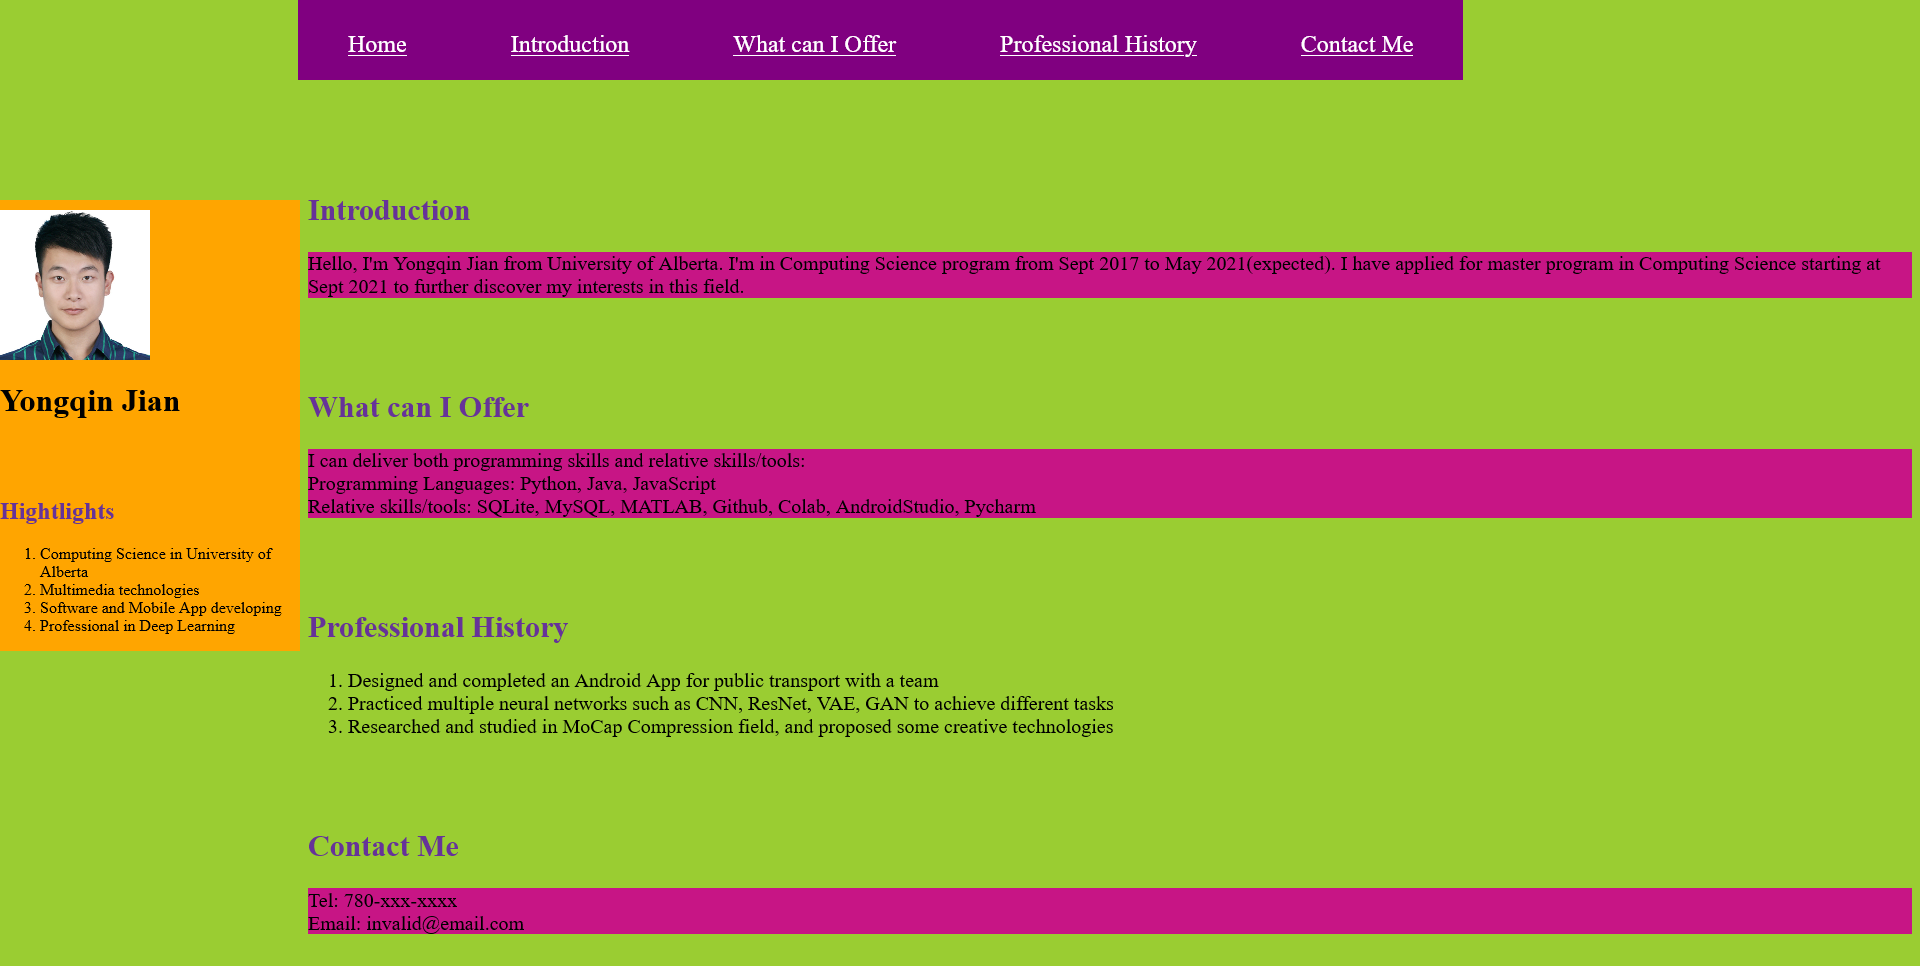 Home Introduction What can I Offer Professional History Contact Me
Yongqin Jian
Hightlights
1. Computing Science in University of
Alberta
2. Multimedia technologies
3. Software and Mobile App developing
4. Professional in Deep Learning
Introduction
Hello, I'm Yongqin Jian from University of Alberta. I'm in Computing Science program from Sept 2017 to May 2021(expected). I have applied for master program in Computing Science starting at
Sept 2021 to further discover my interests in this field.
What can I Offer
I can deliver both programming skills and relative skills/tools:
Programming Languages: Python, Java, JavaScript
Relative skills/tools: SQLite, MySQL, MATLAB, Github, Colab, AndroidStudio, Pycharm
Professional History
1. Designed and completed an Android App for public transport with a team
2. Practiced multiple neural networks such as CNN, ResNet, VAE, GAN to achieve different tasks
3. Researched and studied in MoCap Compression field, and proposed some creative technologies
Contact Me
Tel: 780-xxx-xxxx
Email: invalid@email.com